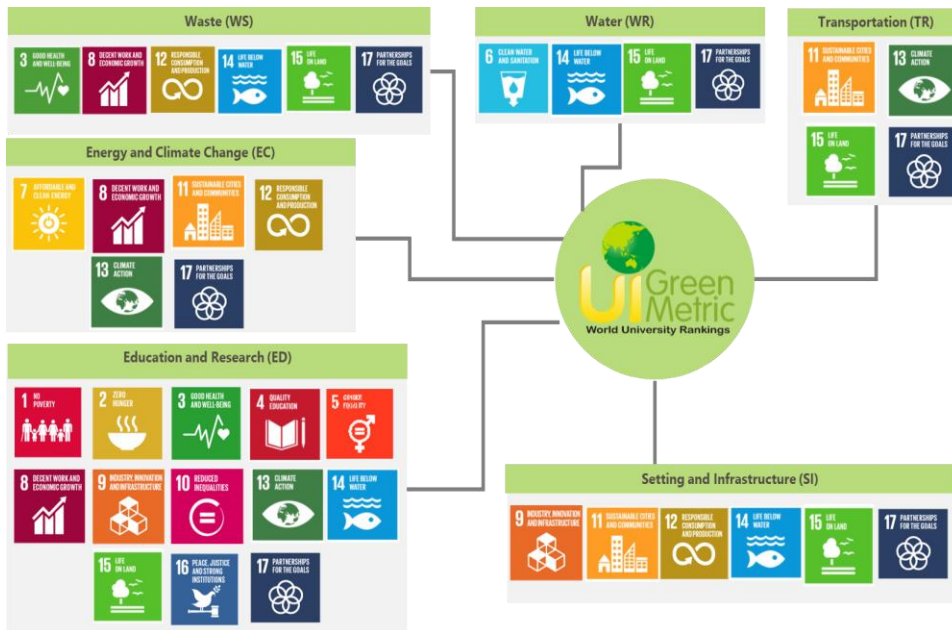 Waste (WS)
3 GOOD HEALTH
AND WELL-BEING
8 DECENT WORK AND
ECONOMIC GROWTH
12 RESPONSIBLE
CONSUMPTION
AND PRODUCTION
14 LIFE BELOW
WATER
15 LIFE
ON LAND
17 PARTNERSHIPS
FOR THE GOALS
Water (WR)
6 CLEAN WATER
AND SANITATION
14 LIFE BELOW
WATER
15 LIFE
ON LAND
17 PARTNERSHIPS
FOR THE GOALS
Transportation (TR)
11 SUSTAINABLE CITIES
AND COMMUNITIES
13 CLIMATE
ACTION
15 LIFE
ON LAND
17 PARTNERSHIPS
FOR THE GOALS
Energy and Climate Change (EC)
7 AFFORDABLE AND
CLEAN ENERGY
8 DECENT WORK AND
ECONOMIC GROWTH
11 SUSTAINABLE CITIES
AND COMMUNITIES
12 RESPONSIBLE
CONSUMPTION
AND PRODUCTION
13 CLIMATE
ACTION
17 PARTNERSHIPS
FOR THE GOALS
UI Green
Metric
World University Rankings
Education and Research (ED)
1 NO
POVERTY
2 ZERO
HUNGER
3 GOOD HEALTH
AND WELL-BEING
4 QUALITY
EDUCATION
5 GENDER
EQUALITY
8 DECENT WORK AND
ECONOMIC GROWTH
9 INDUSTRY, INNOVATION
AND INFRASTRUCTURE
10 REDUCED
INEQUALITIES
13 CLIMATE
ACTION
14 LIFE BELOW
WATER
15 LIFE
ON LAND
16 PEACE, JUSTICE
AND STRONG
INSTITUTIONS
17 PARTNERSHIPS
FOR THE GOALS
Setting and Infrastructure (SI)
9 INDUSTRY, INNOVATION
AND INFRASTRUCTURE
11 SUSTAINABLE CITIES
AND COMMUNITIES
12 RESPONSIBLE
CONSUMPTION
AND PRODUCTION
14 LIFE BELOW
WATER
15 LIFE
ON LAND
17 PARTNERSHIPS
FOR THE GOALS